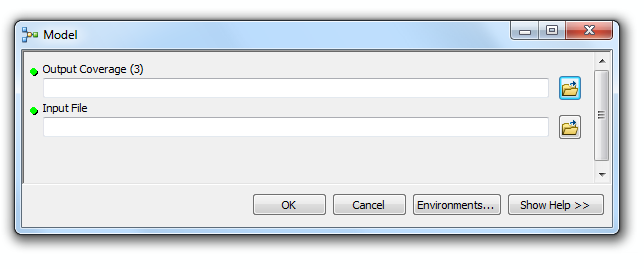 Model
Output Coverage (3)
Input File
OK Cancel Environments... Show Help >>